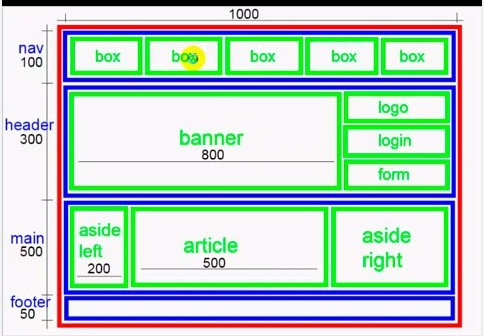 1000
nav
100
box
box
box
box
box
header
300
banner
800
logo
login
form
main
500
aside
left
200
article
500
aside
right
footer
50